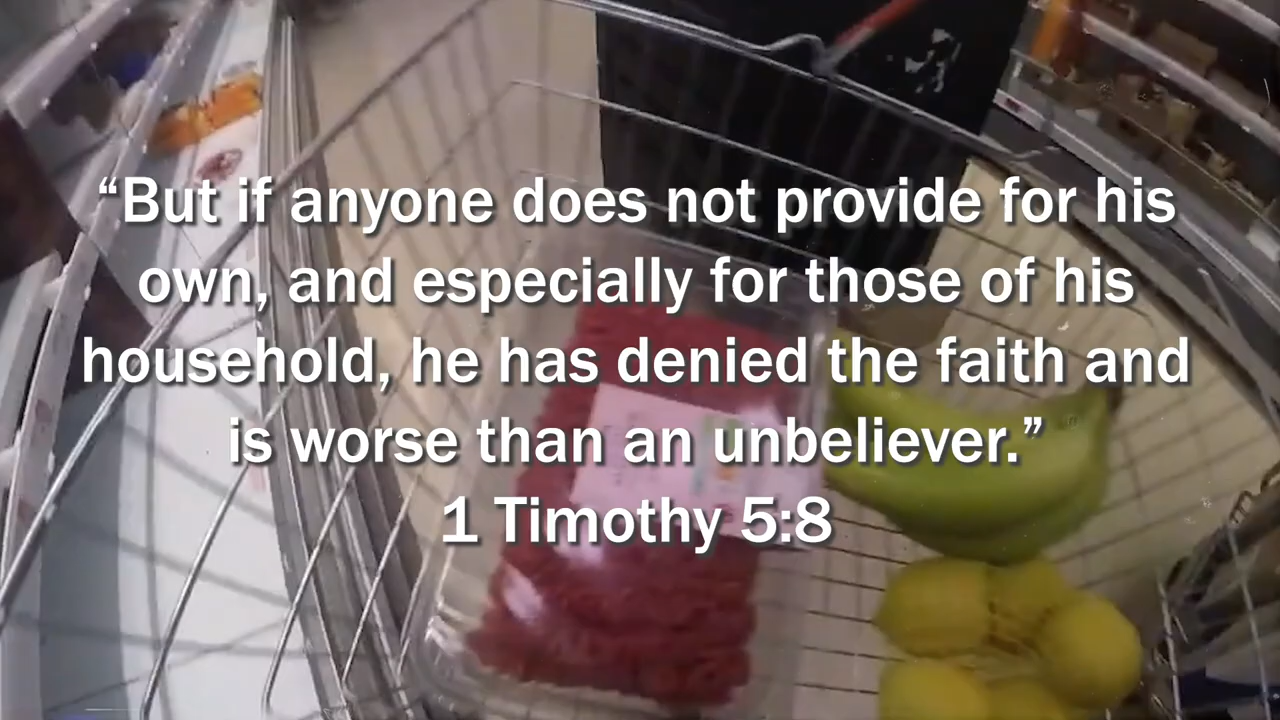 “But if anyone does not provide for his
own, and especially for those of his
household, he has denied the faith and
is worse than an unbeliever.”
1 Timothy 5:8